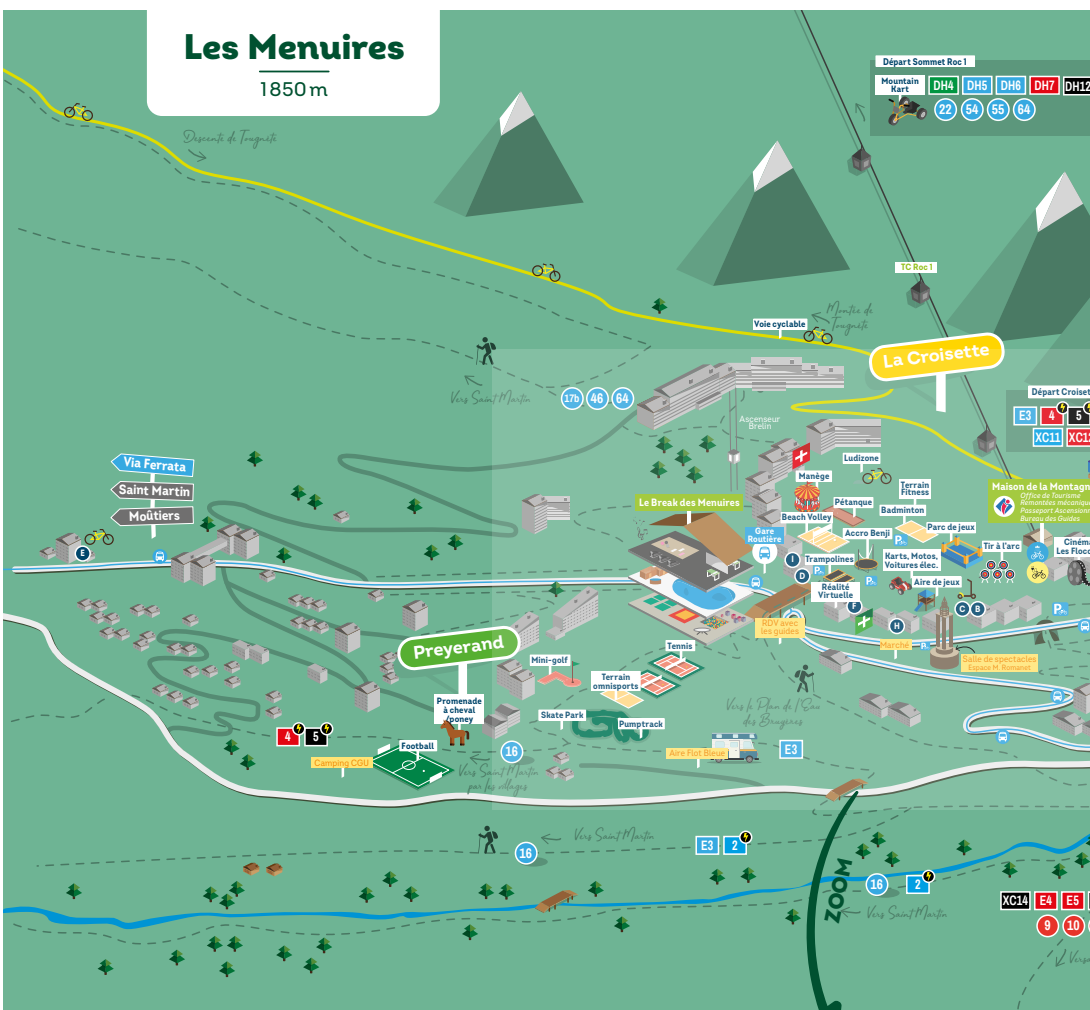 Les Menuires
1850 m
Descente de Tougnète
Départ Sommet Roc 1
Mountain
Kart
DH4
DH5
DH6
DH7
DH12
22
54
55
64
TC Roc 1
Montée de
Tougnète
Voie cyclable
La Croisette
Vers Saint Martin
17b
46
64
Ascenseur
Brelin
E3
4
5
XC11
Via Ferrata
Saint Martin
Moûtiers
E
Ludizone
Manège
Terrain
Fitness
Maison de la Montagne
Office de Tourisme
Remontées mécaniques
Bureau des Guides
Le Break des Menuires
Pétanque
Badminton
Beach Volley
Gare
Routière
Accro Benji
Parc de jeux
Tir à l'arc
Trampolines
Karts, Motos,
Voitures élec.
Réalité
Virtuelle
Aire de jeux
I
D
F
H
C
B
RDV avec
les guides
Marché
Salle de spectacles
Espace M. Romanet
Preyerand
Tennis
Mini-golf
Terrain
omnisports
Promenade
à cheval
/poney
Skate Park
Pumptrack
Vers le Plan de l'Eau
des Bruyères
4
5
Football
Camping CGU
16
Vers Saint Martin
par les villages
Aire Flot Bleue
E3
16
Vers Saint Martin
E3
2
ZOOM
16
2
Vers Saint Martin
XC14
E4
E5
9
10